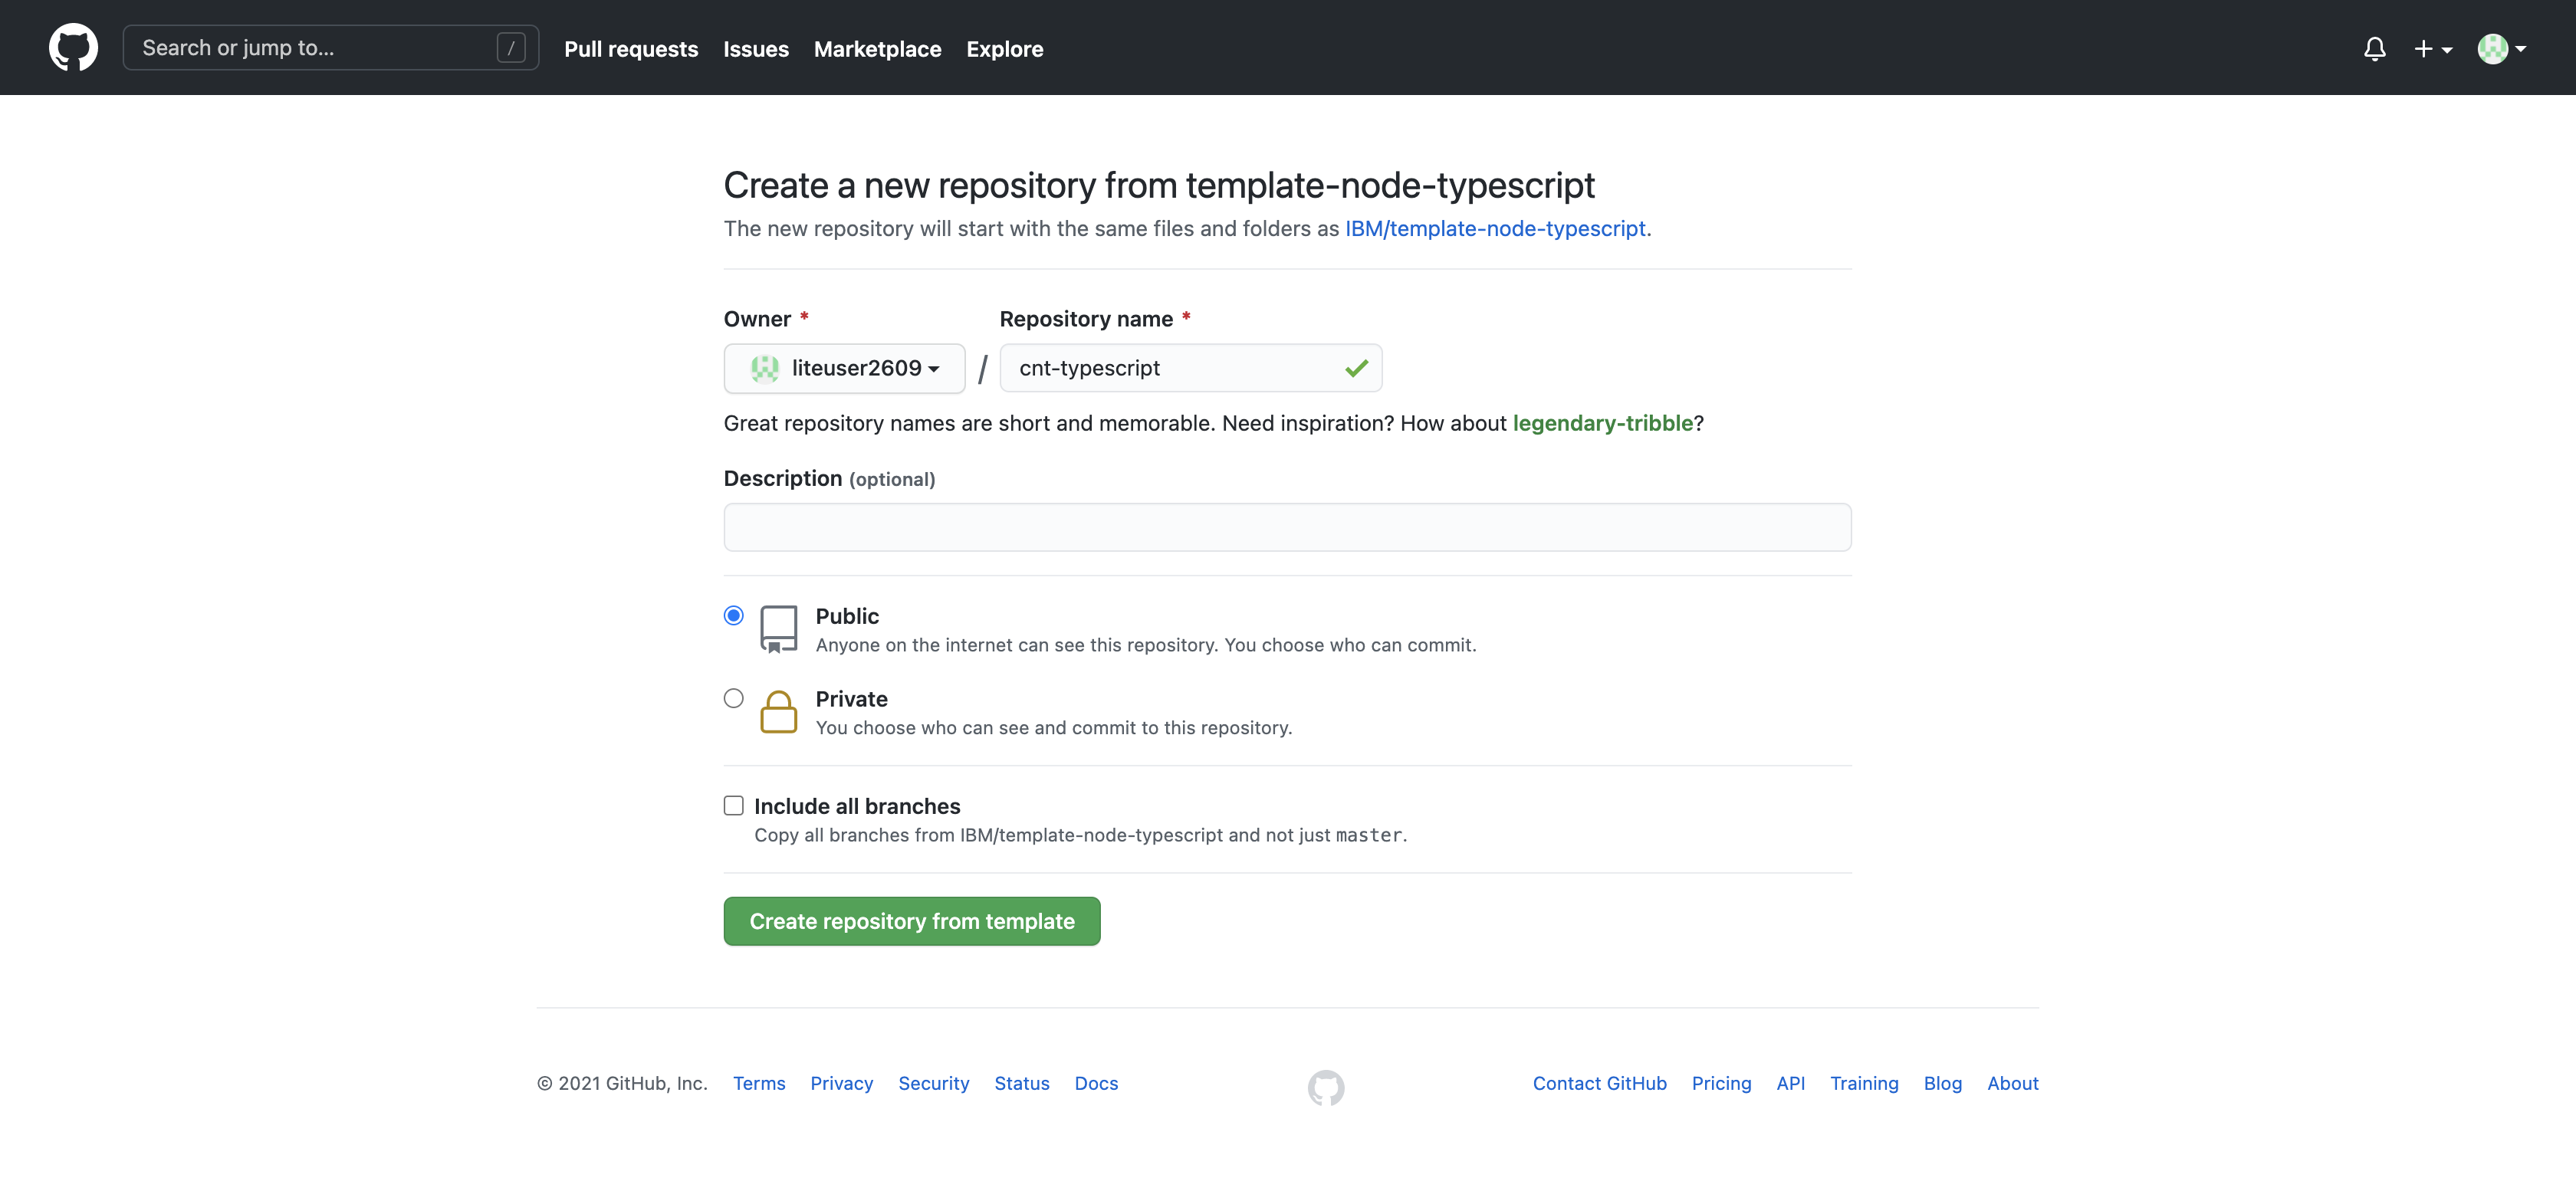 Search or jump to... /
Pull requests Issues Marketplace Explore
Create a new repository from template-node-typescript
The new repository will start with the same files and folders as IBM/template-node-typescript.
Owner * Repository name *
liteuser2609 / cnt-typescript
Great repository names are short and memorable. Need inspiration? How about legendary-tribble?
Description (optional)
Public
Anyone on the internet can see this repository. You choose who can commit.
Private
You choose who can see and commit to this repository.
Include all branches
Copy all branches from IBM/template-node-typescript and not just master.
Create repository from template
© 2021 GitHub, Inc. Terms Privacy Security Status Docs Contact GitHub Pricing API Training Blog About